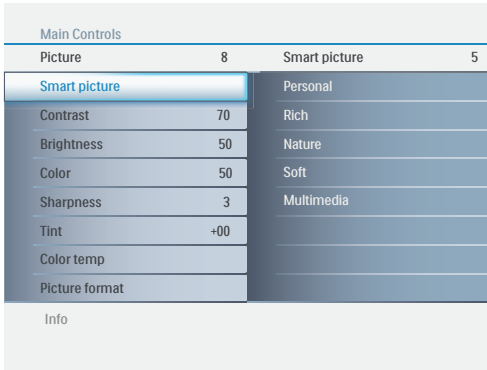 Main Controls
Picture 8 Smart picture 5
Smart picture Personal
Contrast 70 Rich
Brightness 50 Nature
Color 50 Soft
Sharpness 3 Multimedia
Tint +00
Color temp
Picture format
Info